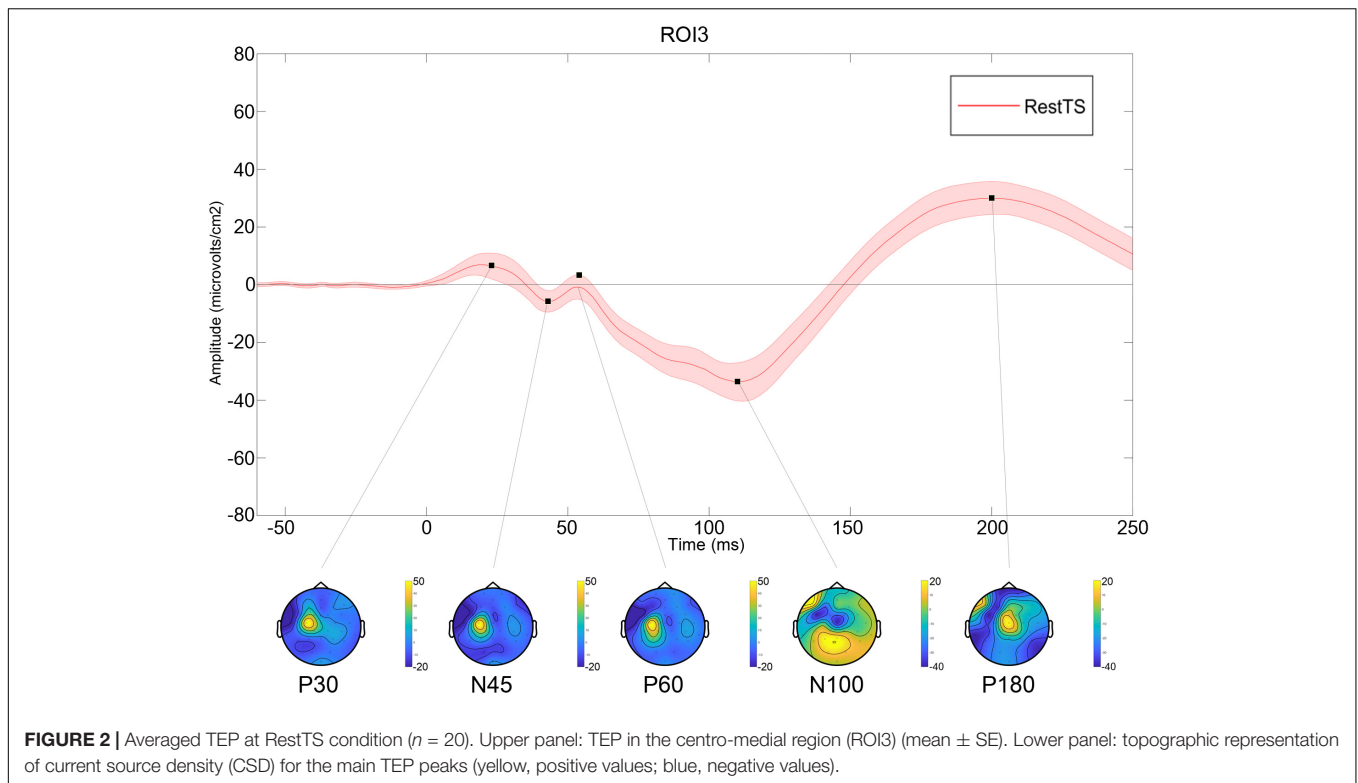 ROI3
80
60
40
20
0
-20
-40
-60
-80
Amplitude (microvolts/cm2)
RestTS
-50 0 50 100 150 200 250
Time (ms)
50 50 50 20 20
-20 -20 -20 -40 -40
P30 N45 P60 N100 P180
FIGURE 2 | Averaged TEP at RestTS condition (n = 20). Upper panel: TEP in the centro-medial region (ROI3) (mean ± SE). Lower panel: topographic representation
of current source density (CSD) for the main TEP peaks (yellow, positive values; blue, negative values).